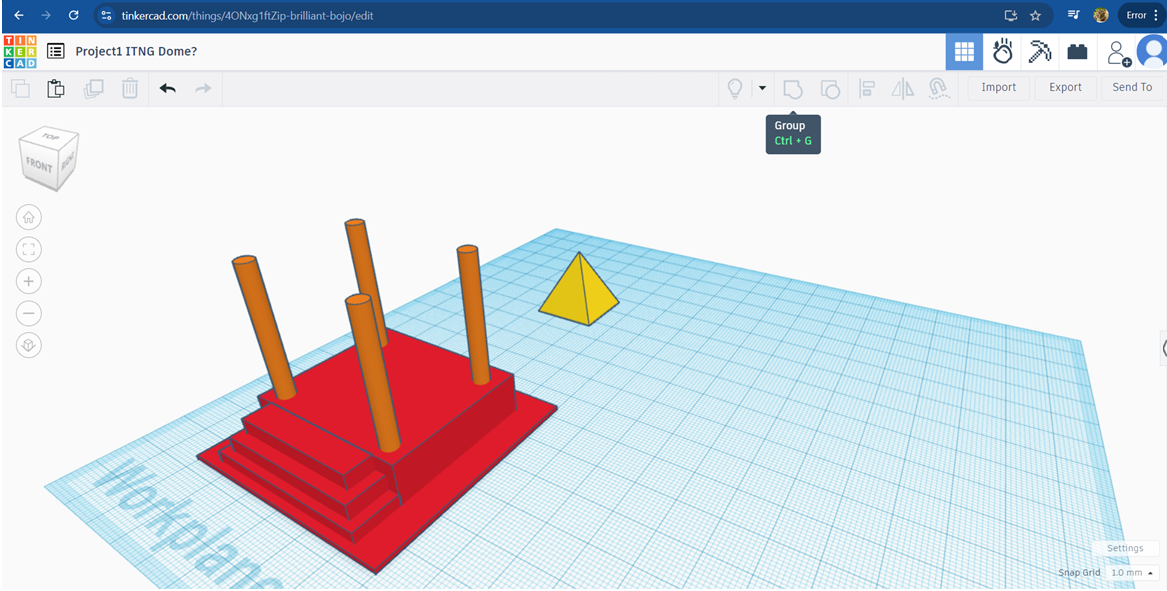 tinkercad.com/things/4ONxg1ftZip-brilliant-bojo/edit
Error
TIN
KER
CAD
Project1 ITNG Dome?
Import
Export
Send To
Group
Ctrl + G
TOP
FRONT
RIGHT
Workplane
Settings
Snap Grid 1.0 mm